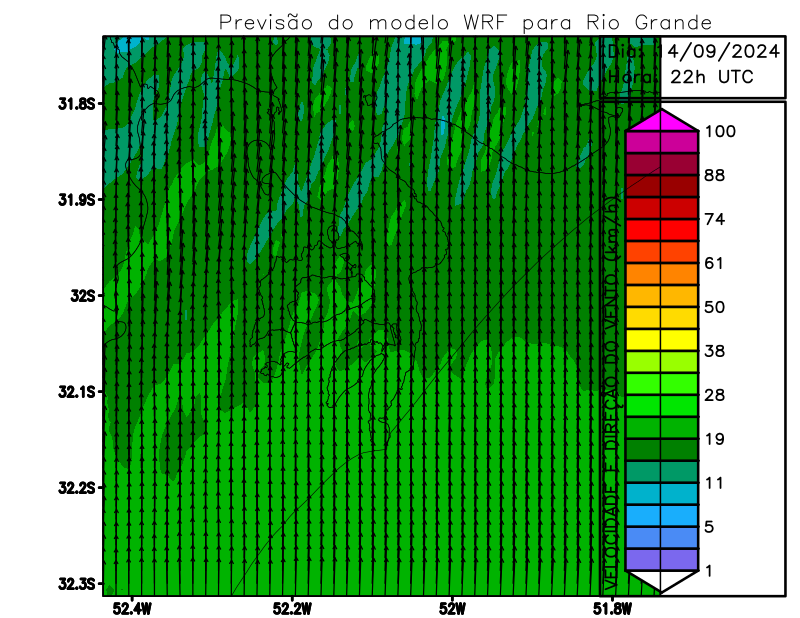 Previsão do modelo WRF para Rio Grande
Dia: 14/09/2024
Hora: 22h UTC
31.8S
31.9S
32S
32.1S
32.2S
32.3S
52.4W
52.2W
52W
51.8W
VELOCIDADE E DIREÇÃO DO VENTO (km/h)
100
88
74
61
50
38
28
19
11
5
1